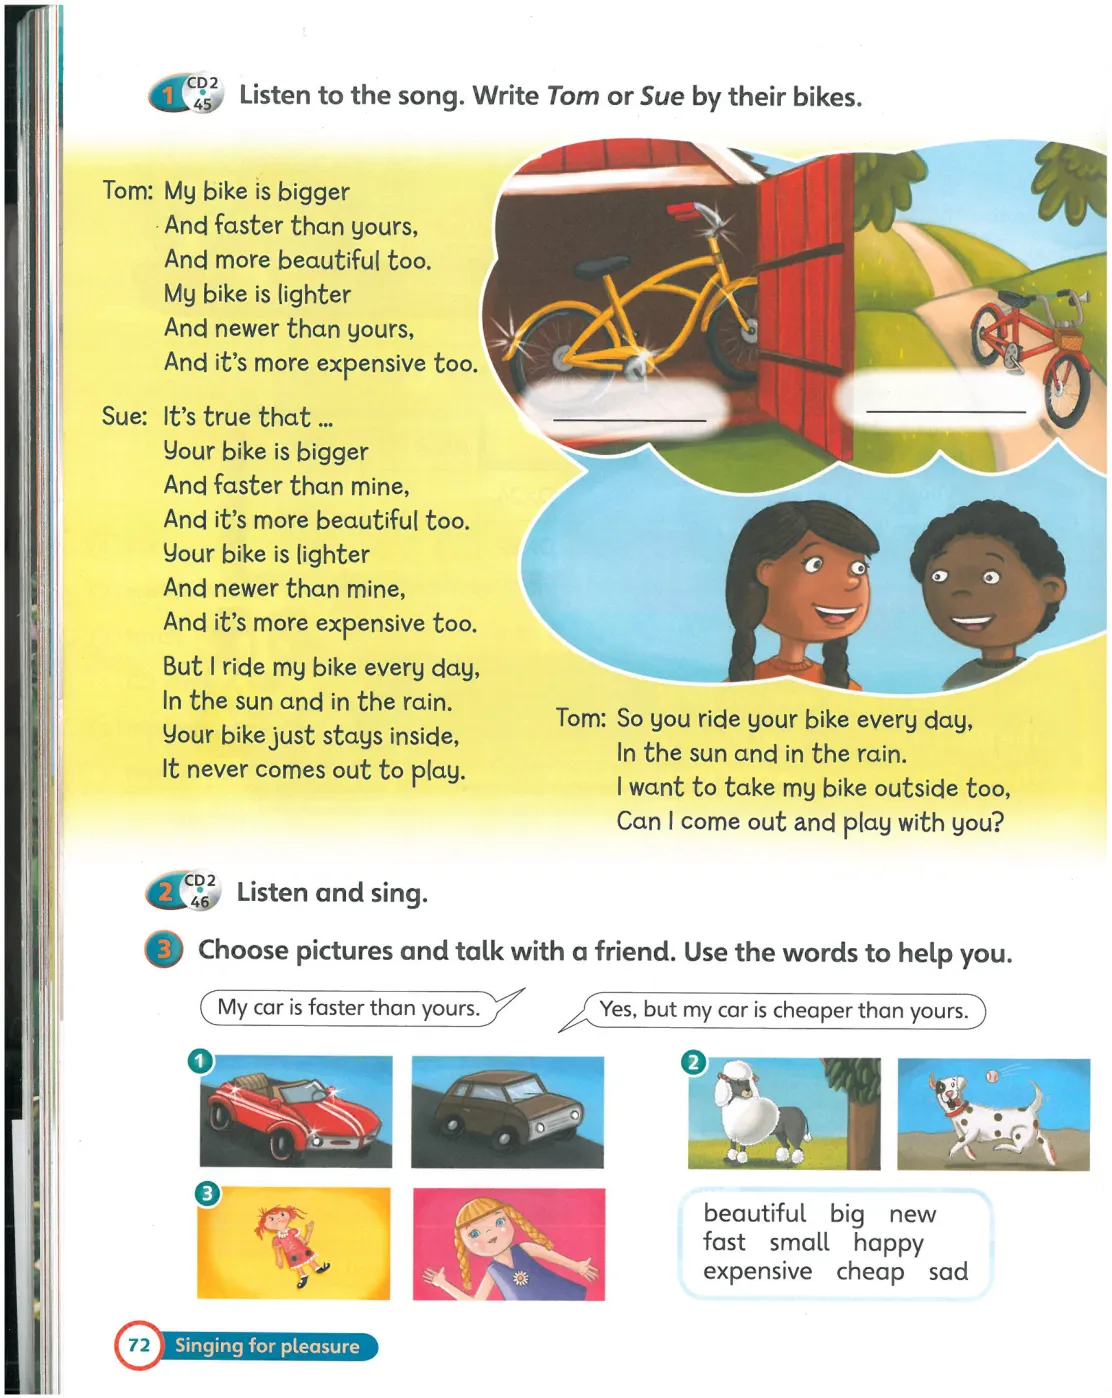 1 CD2 45 Listen to the song. Write Tom or Sue by their bikes.
Tom: My bike is bigger
And faster than yours,
And more beautiful too.
My bike is lighter
And newer than yours,
And it's more expensive too.
Sue: It's true that ...
Your bike is bigger
And faster than mine,
And it's more beautiful too.
Your bike is lighter
And newer than mine,
And it's more expensive too.
But I ride my bike every day,
In the sun and in the rain.
Your bike just stays inside,
It never comes out to play.
Tom: So you ride your bike every day,
In the sun and in the rain.
I want to take my bike outside too,
Can I come out and play with you?
2 CD2 46 Listen and sing.
3 Choose pictures and talk with a friend. Use the words to help you.
My car is faster than yours.
Yes, but my car is cheaper than yours.
1
2
3
beautiful big new
fast small happy
expensive cheap sad
72 Singing for pleasure